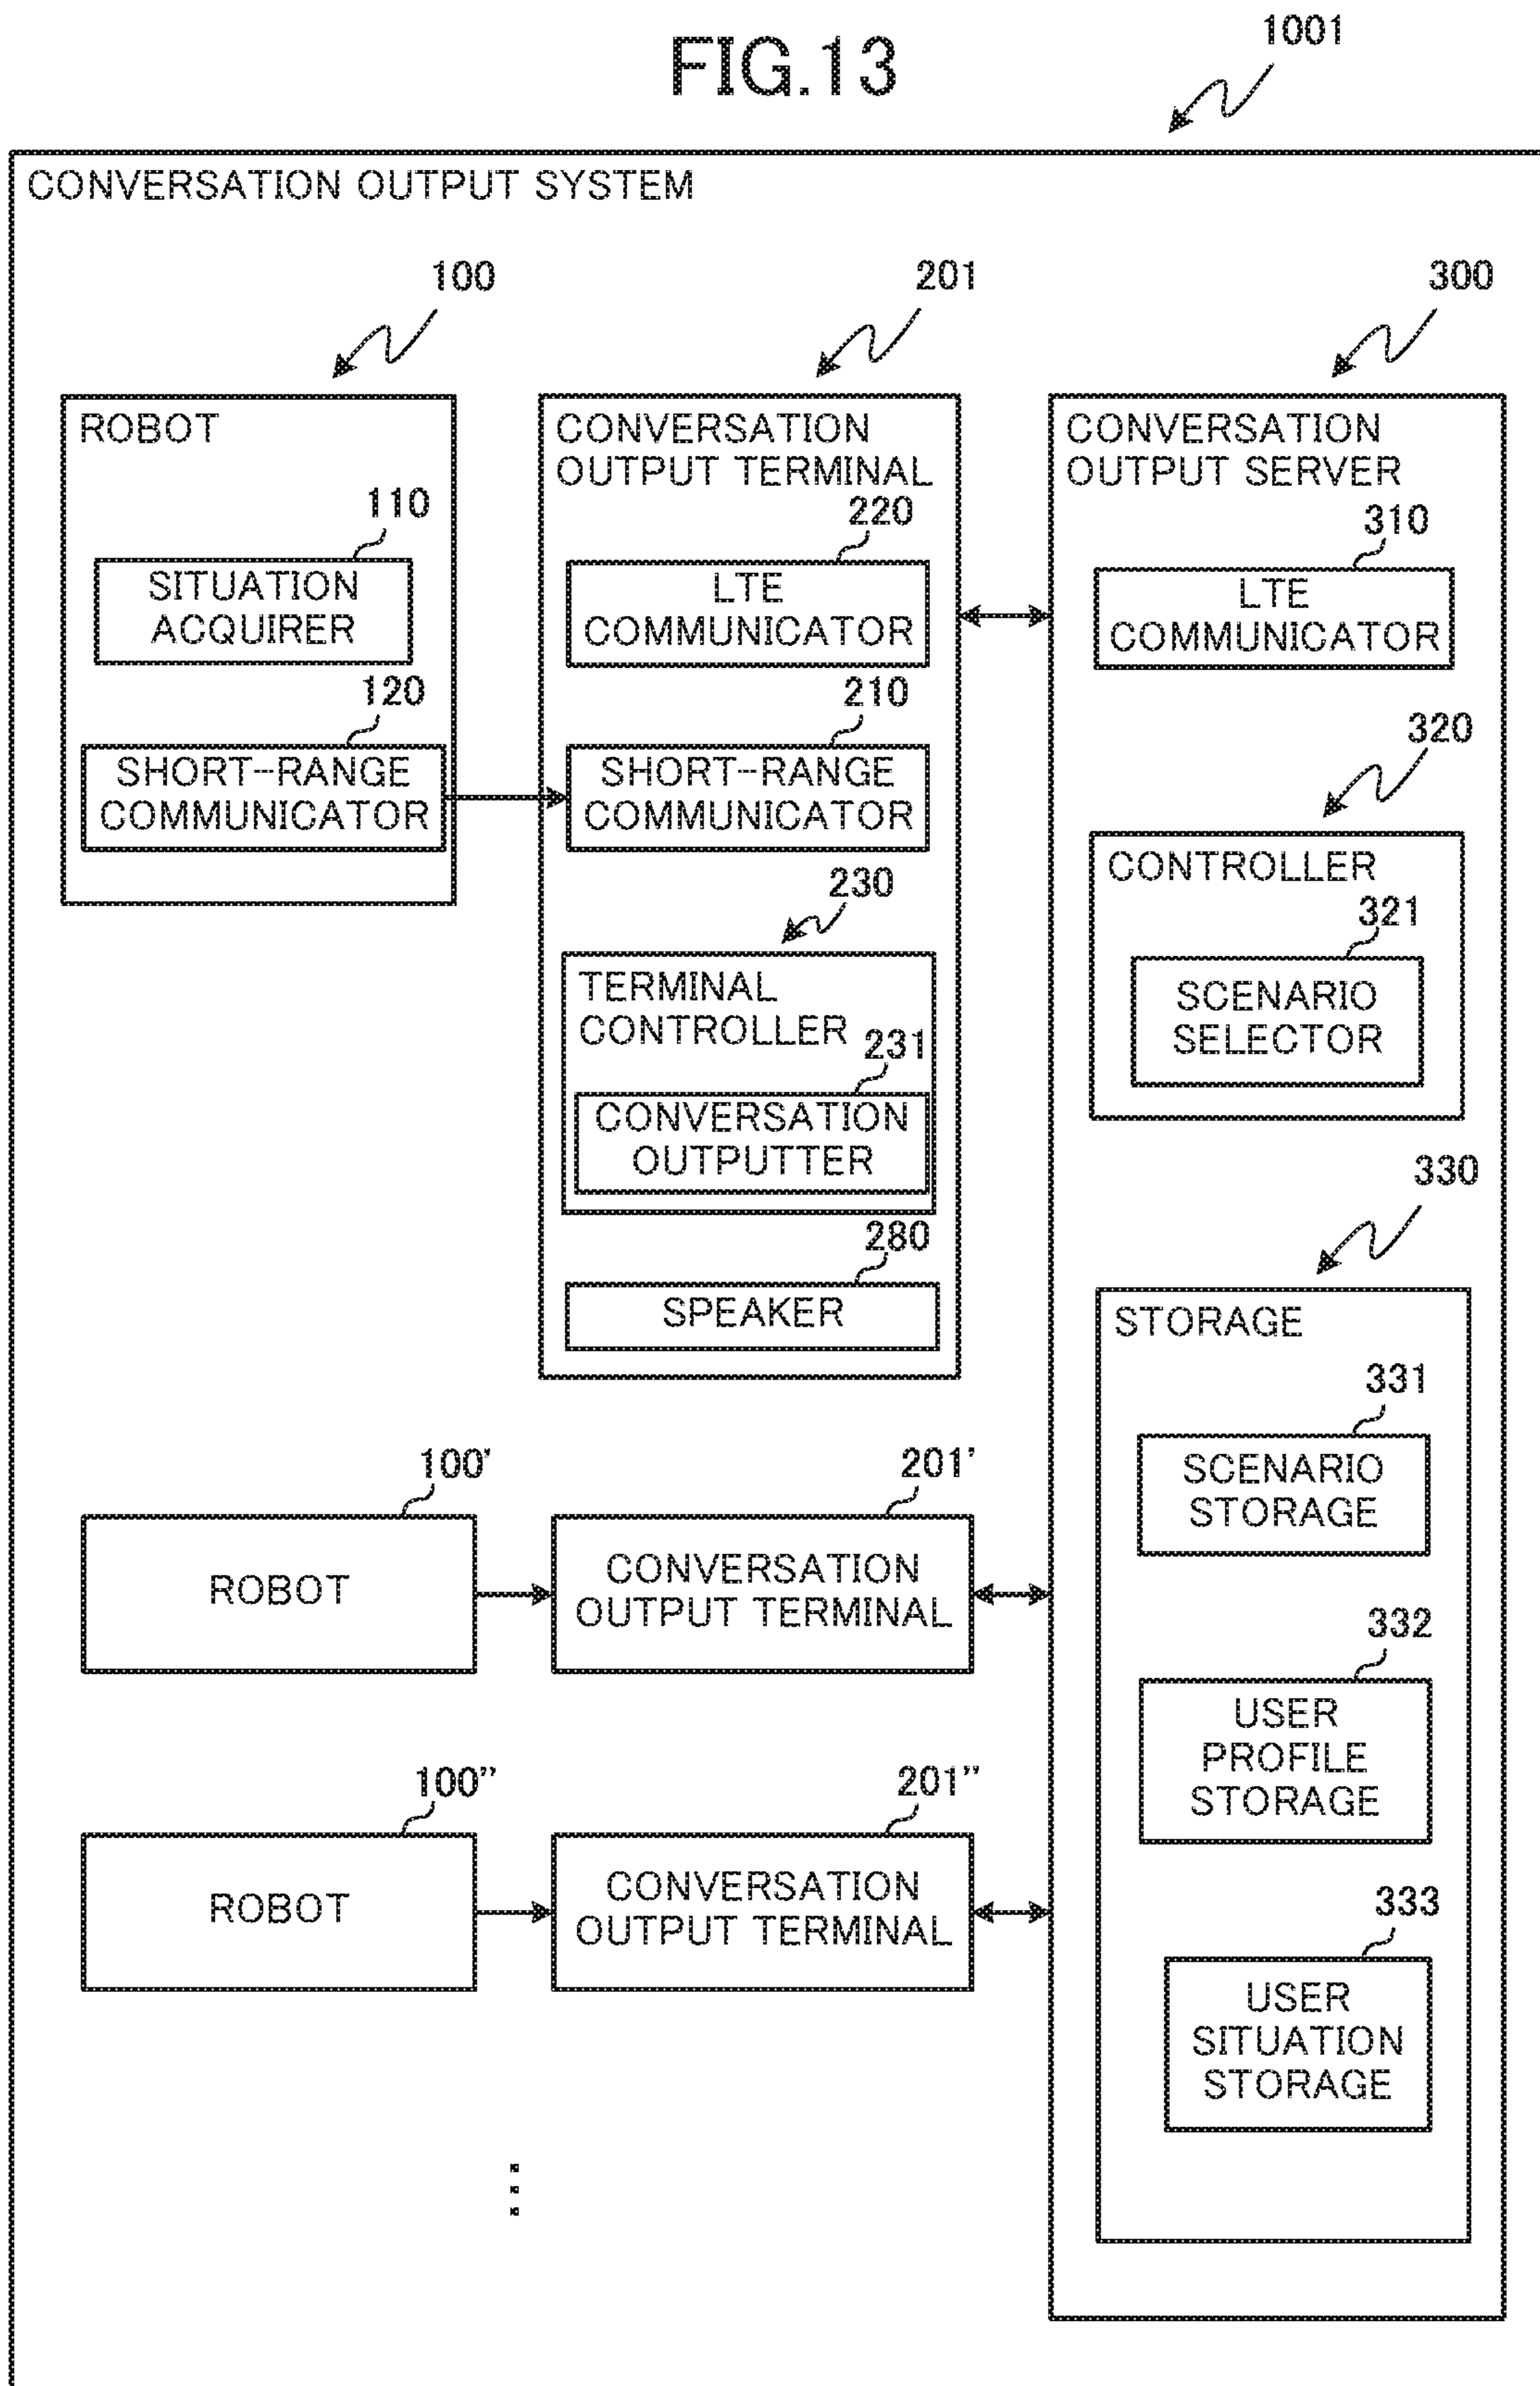 FIG.13
1001
CONVERSATION OUTPUT SYSTEM
100
ROBOT
110
SITUATION
ACQUIRER
120
SHORT-RANGE
COMMUNICATOR
201
CONVERSATION
OUTPUT TERMINAL
220
LTE
COMMUNICATOR
210
SHORT-RANGE
COMMUNICATOR
230
TERMINAL
CONTROLLER
231
CONVERSATION
OUTPUTTER
280
SPEAKER
300
CONVERSATION
OUTPUT SERVER
310
LTE
COMMUNICATOR
320
CONTROLLER
321
SCENARIO
SELECTOR
330
STORAGE
331
SCENARIO
STORAGE
332
USER
PROFILE
STORAGE
333
USER
SITUATION
STORAGE
100'
ROBOT
201'
CONVERSATION
OUTPUT TERMINAL
100"
ROBOT
201"
CONVERSATION
OUTPUT TERMINAL